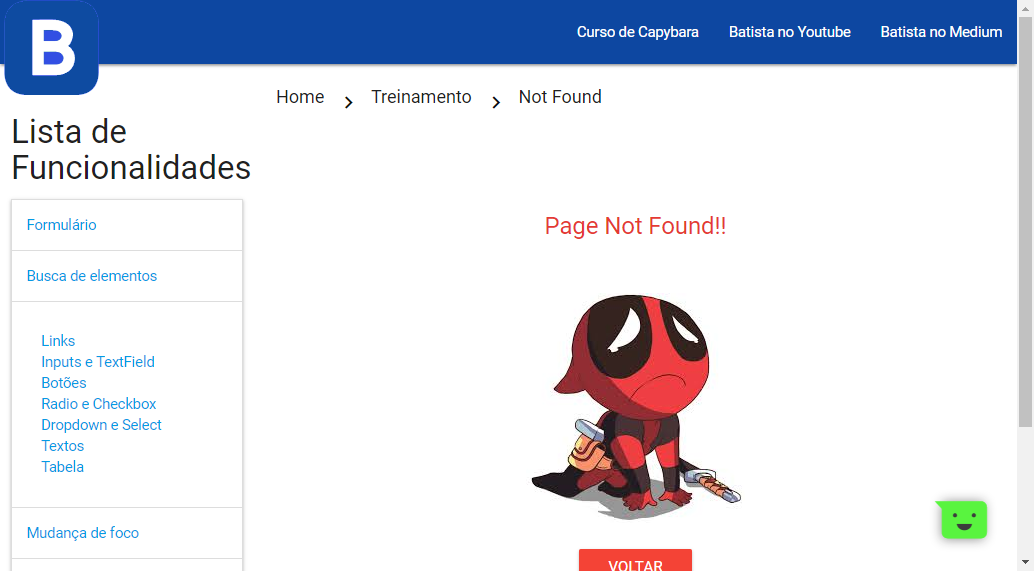 B
Curso de Capybara
Batista no Youtube
Batista no Medium
Home
Treinamento
Not Found
Lista de
Funcionalidades
Formulário
Busca de elementos
Links
Inputs e TextField
Botões
Radio e Checkbox
Dropdown e Select
Textos
Tabela
Mudança de foco
Page Not Found!!
VOLTAR